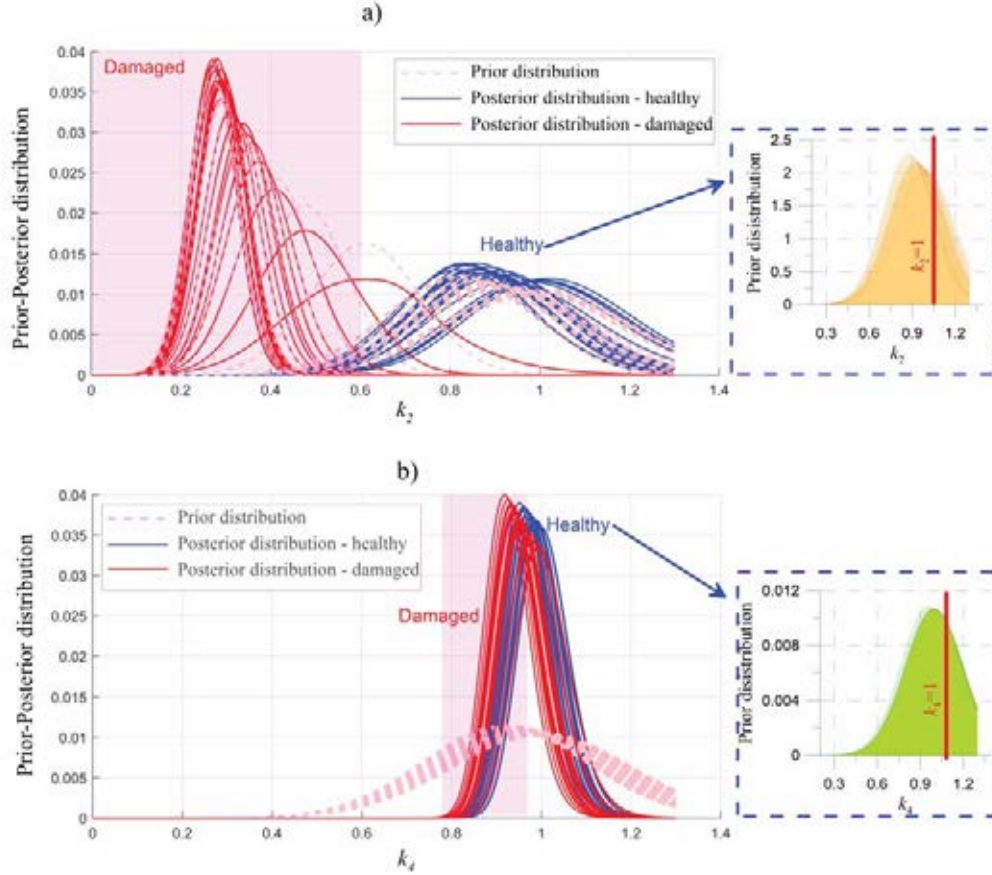 a)
0.04
0.035
0.03
0.025
0.02
0.015
0.01
0.005
0
Prior-Posterior distribution
Damaged
Prior distribution
Posterior distribution - healthy
Posterior distribution - damaged
Healthy
0 0.2 0.4 0.6 0.8 1 1.2 1.4
k2
2.5
2
1.5
1
0.5
0
Prior disistribution
k2=1
0.3 0.6 0.9 1.2
k2
b)
0.04
0.035
0.03
0.025
0.02
0.015
0.01
0.005
0
Prior-Posterior distribution
Prior distribution
Posterior distribution - healthy
Posterior distribution - damaged
Healthy
Damaged
0 0.2 0.4 0.6 0.8 1 1.2 1.4
k4
0.012
0.008
0.004
0
Prior disistribution
k4=1
0.3 0.6 0.9 1.2
k4